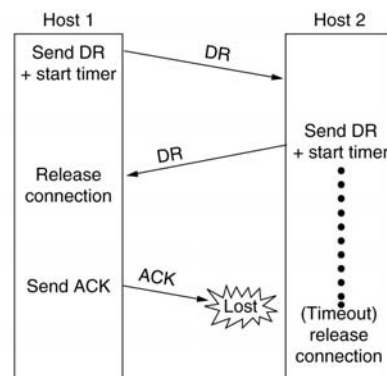 Host 1
Host 2
Send DR
+ start timer
DR
Send DR
+ start timer
DR
Release
connection
Send ACK
ACK
Lost
(Timeout)
release
connection